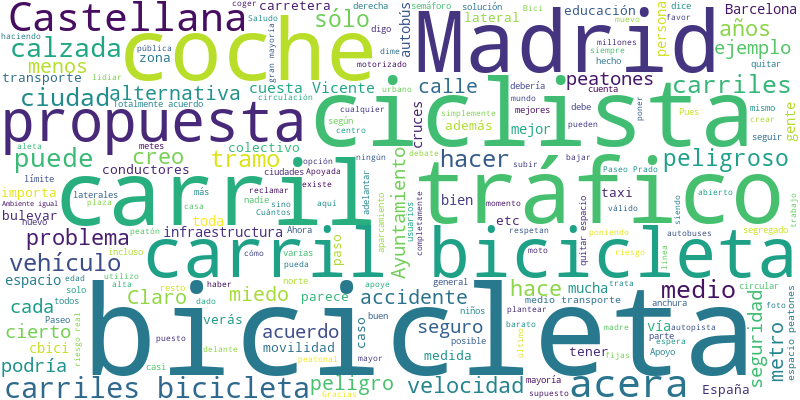 Castellana
coger
carretera
derecha
semáforo
solución
Bici
dice
Barcelona
Saludo
sólo
digo
autobús
lateral
educación
muevo
favor
persona
años
haciendo
coche
Madrid
calzada
pública
gran mayoría
millones
ejemplo
menos
zona
dime
motorizado
siempre
hecho
urbano
quitar
transporte
lidiar
cuesta Vicente
calle
peatones
carriles
ciudad
alternativa
Totalmente acuerdo
circulación
cualquier
cruces
debería
mundo
cuenta
mismo
crear
propuesta
ciclista
simplemente
mejores
debe
poner
Pues
gente
según
centro
además
mejor
pueden
seguir
aleta
metes
colectivo
opción
ningún
debate
subir
bajar
Paseo Prado
puede
creo
tramo
ciudades
Apoyada
hacer
peligroso
conductores
más
límite
reclamar
existe
adelantar
carril
tráfico
importa
laterales
nadie
sino
aquí
Ayuntamiento
taxi
abierto
Ambiente igual
plaza
casa
Cuántos
bien
momento
válido
siendo
trabajo
bulevar
nuevo
peatón
toda
aparcamiento
usuarios
completamente
etc
quitar espacio
segregado
problema
infraestructura
Ahora
paso
carril bicicleta
respetan
poniendo
autobuses
vehículo
incluso
cómo
varias
pueda
moto
riesgo
línea
espacio
edad
solo
utilizo
alta
haber
norte
apoye
general
trata
circular
cada
todos
resto
dado
parece
accidente
hace
mucha
medio
anchura
foto
cierto
Paseo
Claro
miedo
verás
caso
buen
niños
medio transporte
plantear
vía
autopista
seguridad
metro
espacio peatones
cbici
puesto
delante
acuerdo
seguro
barato
madre
parte
podría
riesgo real
movilidad
posible
medida
último
tener
espera
Apoyo
casi
peatonal
mayor
bicicleta
mayoría
supuesto
fijas
carriles bicicleta
Gracias
peligro
velocidad
acera
España